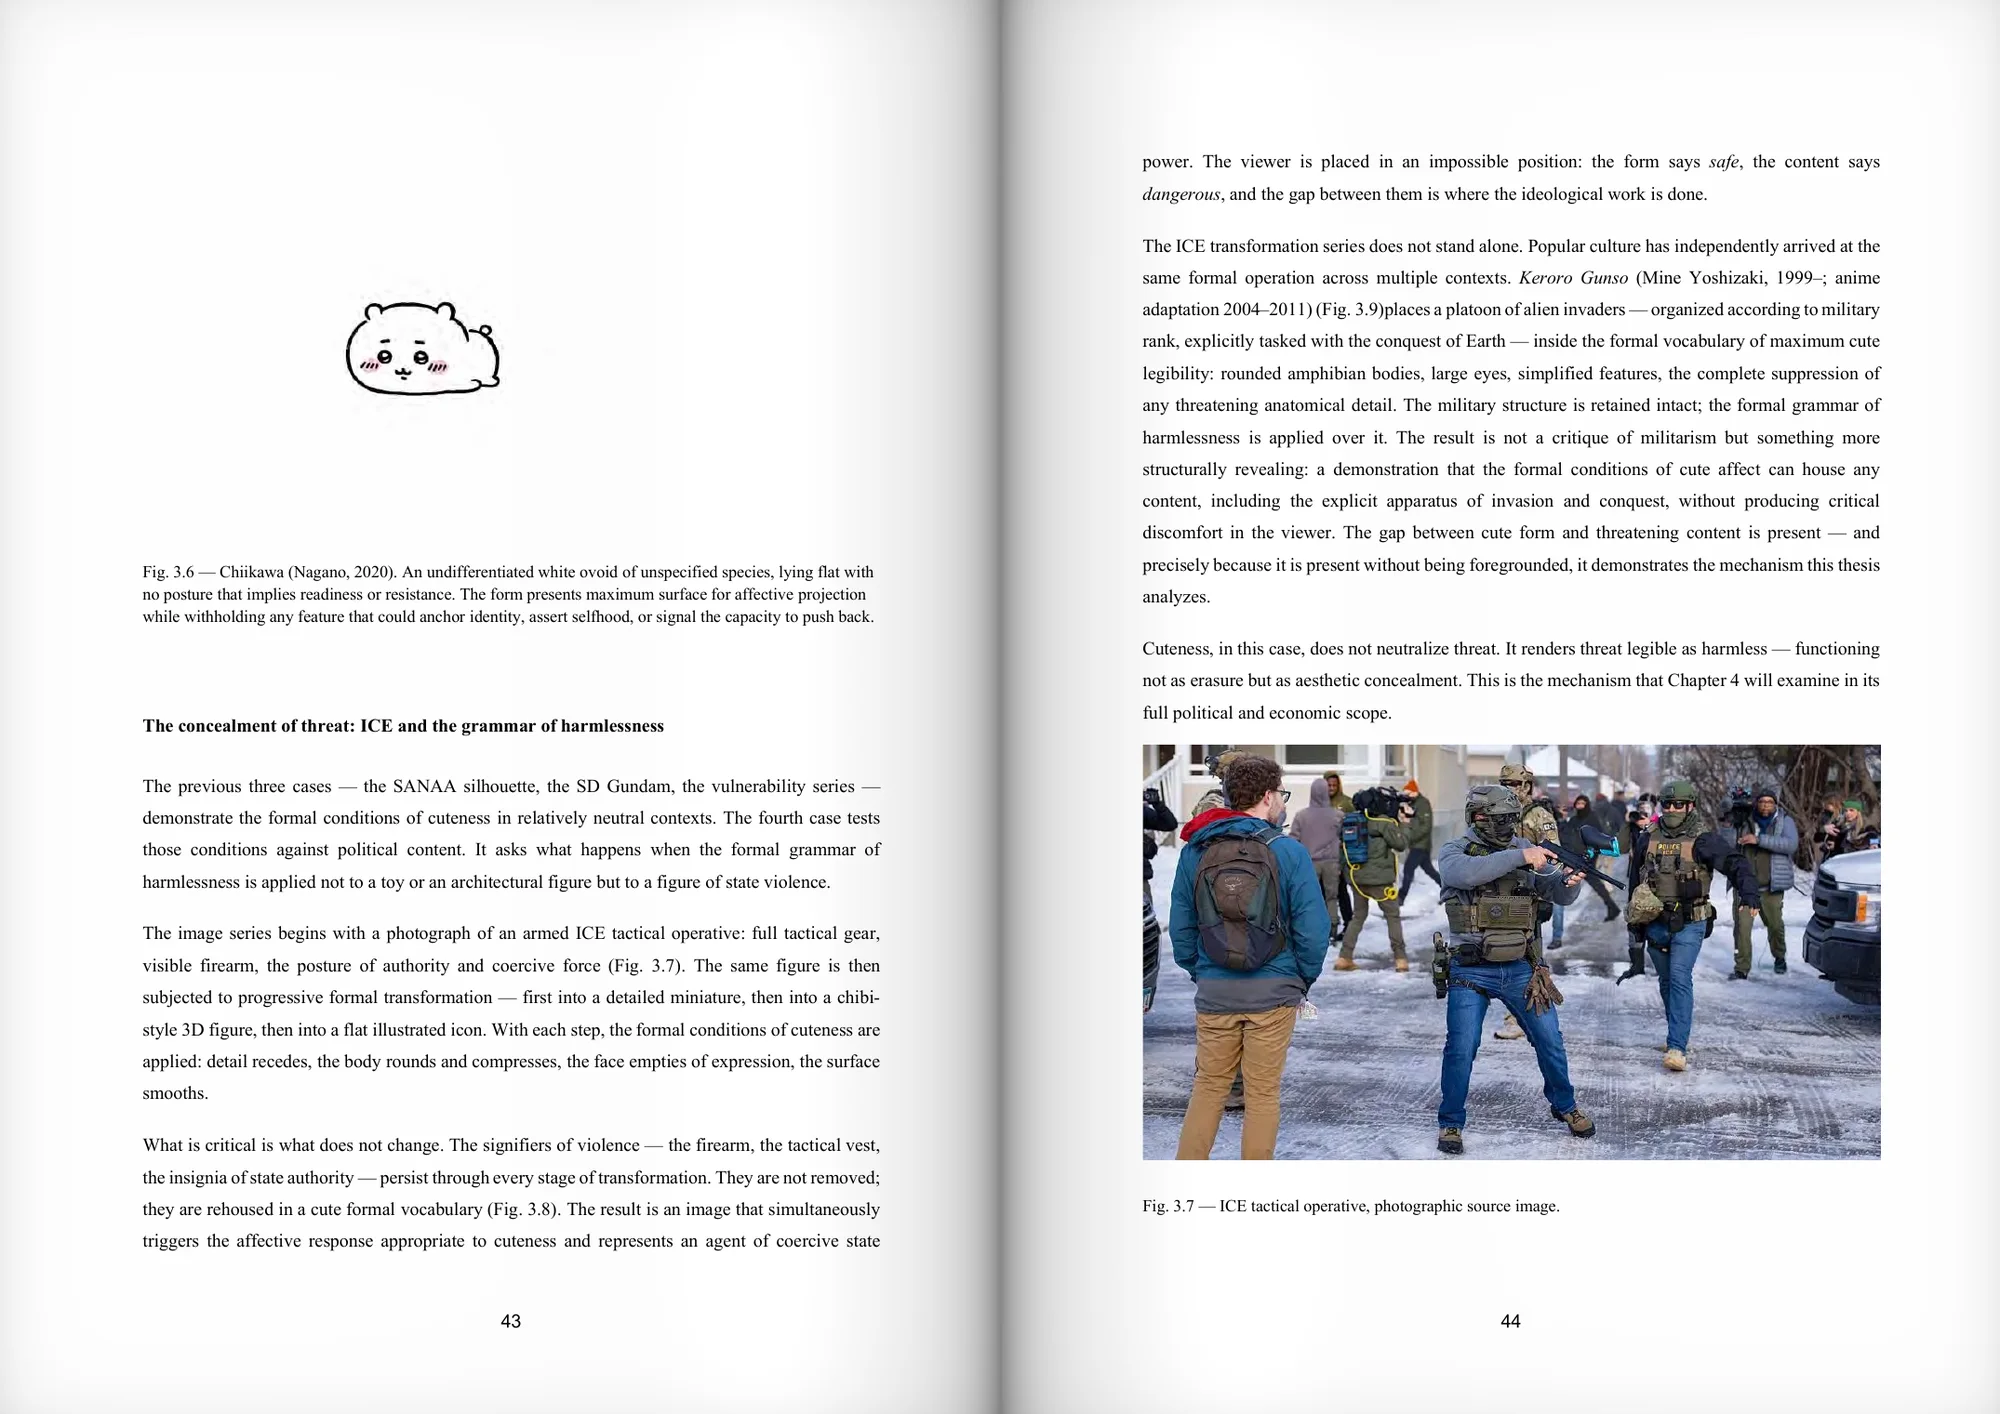 Fig. 3.6 — Chiikawa (Nagano, 2020). An undifferentiated white ovoid of unspecified species, lying flat with
no posture that implies readiness or resistance. The form presents maximum surface for affective projection
while withholding any feature that could anchor identity, assert selfhood, or signal the capacity to push back.
The concealment of threat: ICE and the grammar of harmlessness
The previous three cases — the SANAA silhouette, the SD Gundam, the vulnerability series —
demonstrate the formal conditions of cuteness in relatively neutral contexts. The fourth case tests
those conditions against political content. It asks what happens when the formal grammar of
harmlessness is applied not to a toy or an architectural figure but to a figure of state violence.
The image series begins with a photograph of an armed ICE tactical operative: full tactical gear,
visible firearm, the posture of authority and coercive force (Fig. 3.7). The same figure is then
subjected to progressive formal transformation — first into a detailed miniature, then into a chibi-
style 3D figure, then into a flat illustrated icon. With each step, the formal conditions of cuteness are
applied: detail recedes, the body rounds and compresses, the face empties of expression, the surface
smooths.
What is critical is what does not change. The signifiers of violence — the firearm, the tactical vest,
the insignia of state authority — persist through every stage of transformation. They are not removed;
they are rehoused in a cute formal vocabulary (Fig. 3.8). The result is an image that simultaneously
triggers the affective response appropriate to cuteness and represents an agent of coercive state
43
power. The viewer is placed in an impossible position: the form says safe, the content says
dangerous, and the gap between them is where the ideological work is done.
The ICE transformation series does not stand alone. Popular culture has independently arrived at the
same formal operation across multiple contexts. Keroro Gunso (Mine Yoshizaki, 1999–; anime
adaptation 2004–2011) (Fig. 3.9)places a platoon of alien invaders — organized according to military
rank, explicitly tasked with the conquest of Earth — inside the formal vocabulary of maximum cute
legibility: rounded amphibian bodies, large eyes, simplified features, the complete suppression of
any threatening anatomical detail. The military structure is retained intact; the formal grammar of
harmlessness is applied over it. The result is not a critique of militarism but something more
structurally revealing: a demonstration that the formal conditions of cute affect can house any
content, including the explicit apparatus of invasion and conquest, without producing critical
discomfort in the viewer. The gap between cute form and threatening content is present — and
precisely because it is present without being foregrounded, it demonstrates the mechanism this thesis
analyzes.
Cuteness, in this case, does not neutralize threat. It renders threat legible as harmless — functioning
not as erasure but as aesthetic concealment. This is the mechanism that Chapter 4 will examine in its
full political and economic scope.
POLICE
ICE
Fig. 3.7 — ICE tactical operative, photographic source image.
44